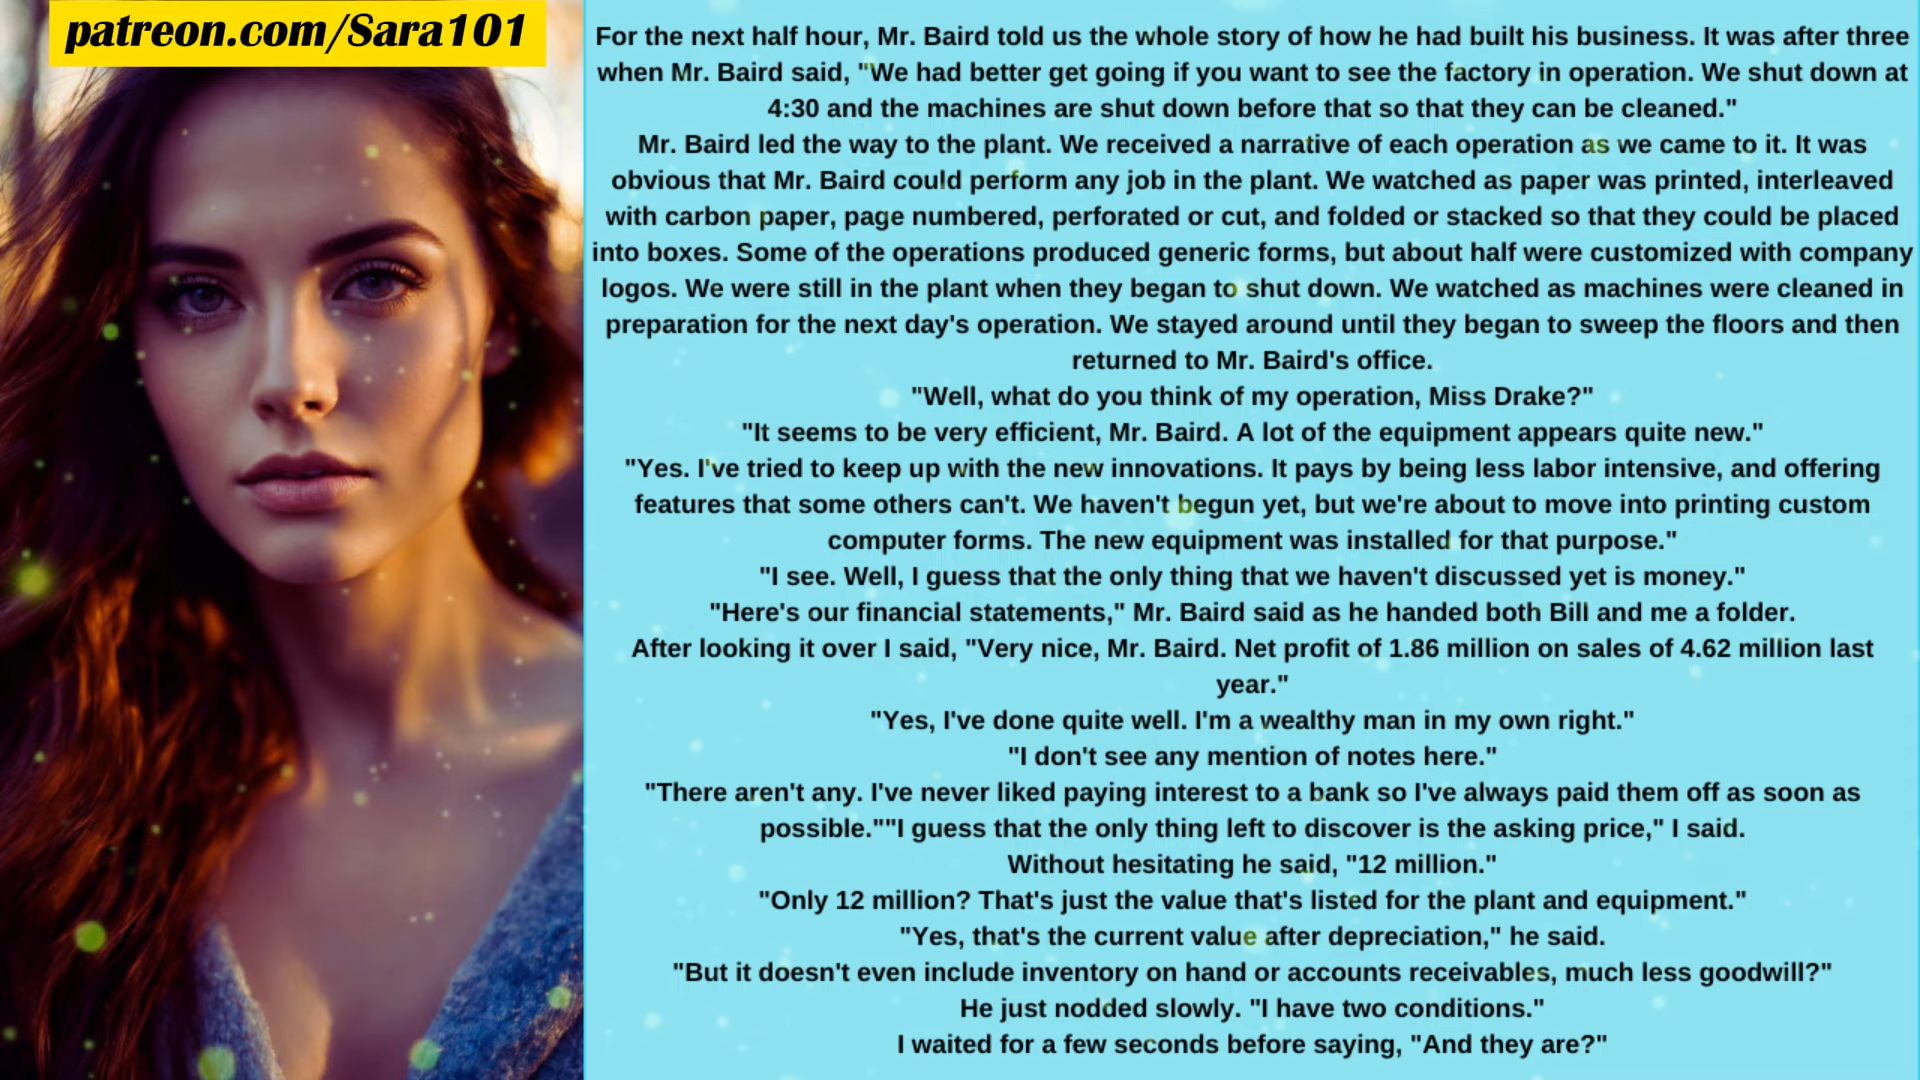 patreon.com/Sara101
For the next half hour, Mr. Baird told us the whole story of how he had built his business. It was after three
when Mr. Baird said, "We had better get going if you want to see the factory in operation. We shut down at
4:30 and the machines are shut down before that so that they can be cleaned."
Mr. Baird led the way to the plant. We received a narrative of each operation as we came to it. It was
obvious that Mr. Baird could perform any job in the plant. We watched as paper was printed, interleaved
with carbon paper, page numbered, perforated or cut, and folded or stacked so that they could be placed
into boxes. Some of the operations produced generic forms, but about half were customized with company
logos. We were still in the plant when they began to shut down. We watched as machines were cleaned in
preparation for the next day's operation. We stayed around until they began to sweep the floors and then
returned to Mr. Baird's office.
"Well, what do you think of my operation, Miss Drake?"
"It seems to be very efficient, Mr. Baird. A lot of the equipment appears quite new."
"Yes. I've tried to keep up with the new innovations. It pays by being less labor intensive, and offering
features that some others can't. We haven't begun yet, but we're about to move into printing custom
computer forms. The new equipment was installed for that purpose."
"I see. Well, I guess that the only thing that we haven't discussed yet is money."
"Here's our financial statements," Mr. Baird said as he handed both Bill and me a folder.
After looking it over I said, "Very nice, Mr. Baird. Net profit of 1.86 million on sales of 4.62 million last
year."
"Yes, I've done quite well. I'm a wealthy man in my own right."
"I don't see any mention of notes here."
"There aren't any. I've never liked paying interest to a bank so I've always paid them off as soon as
possible.""I guess that the only thing left to discover is the asking price," I said.
Without hesitating he said, "12 million."
"Only 12 million? That's just the value that's listed for the plant and equipment."
"Yes, that's the current value after depreciation," he said.
"But it doesn't even include inventory on hand or accounts receivables, much less goodwill?"
He just nodded slowly. "I have two conditions."
I waited for a few seconds before saying, "And they are?"